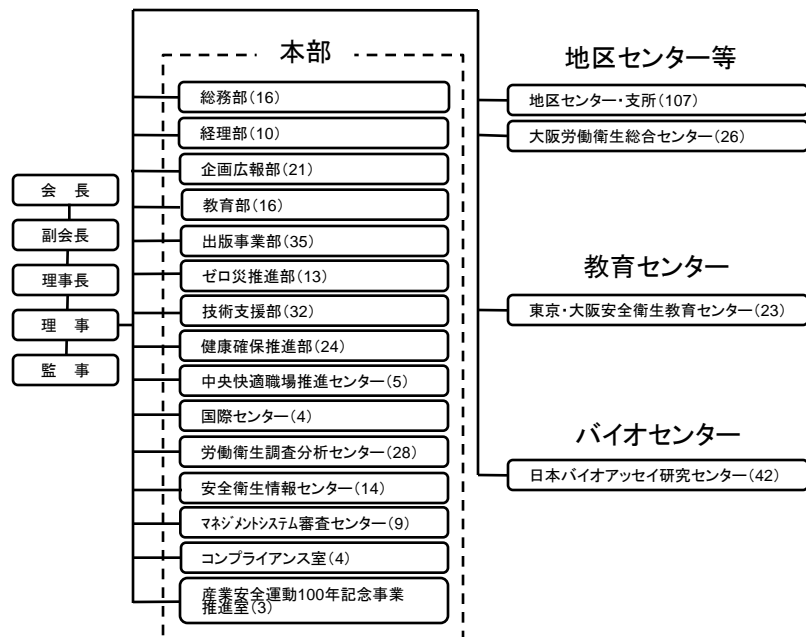 会　長
副会長
理事長
理　事
監　事
本部
総務部(16)
経理部(10)
企画広報部(21)
教育部(16)
出版事業部(35)
ゼロ災推進部(13)
技術支援部(32)
健康確保推進部(24)
中央快適職場推進センター(5)
国際センター(4)
労働衛生調査分析センター(28)
安全衛生情報センター(14)
ﾏﾈｼﾞﾒﾝﾄｼｽﾃﾑ審査センター(9)
コンプライアンス室(4)
産業安全運動100年記念事業
推進室(3)
地区センター等
地区センター・支所(107)
大阪労働衛生総合センター(26)
教育センター
東京・大阪安全衛生教育センター(23)
バイオセンター
日本バイオアッセイ研究センター(42)